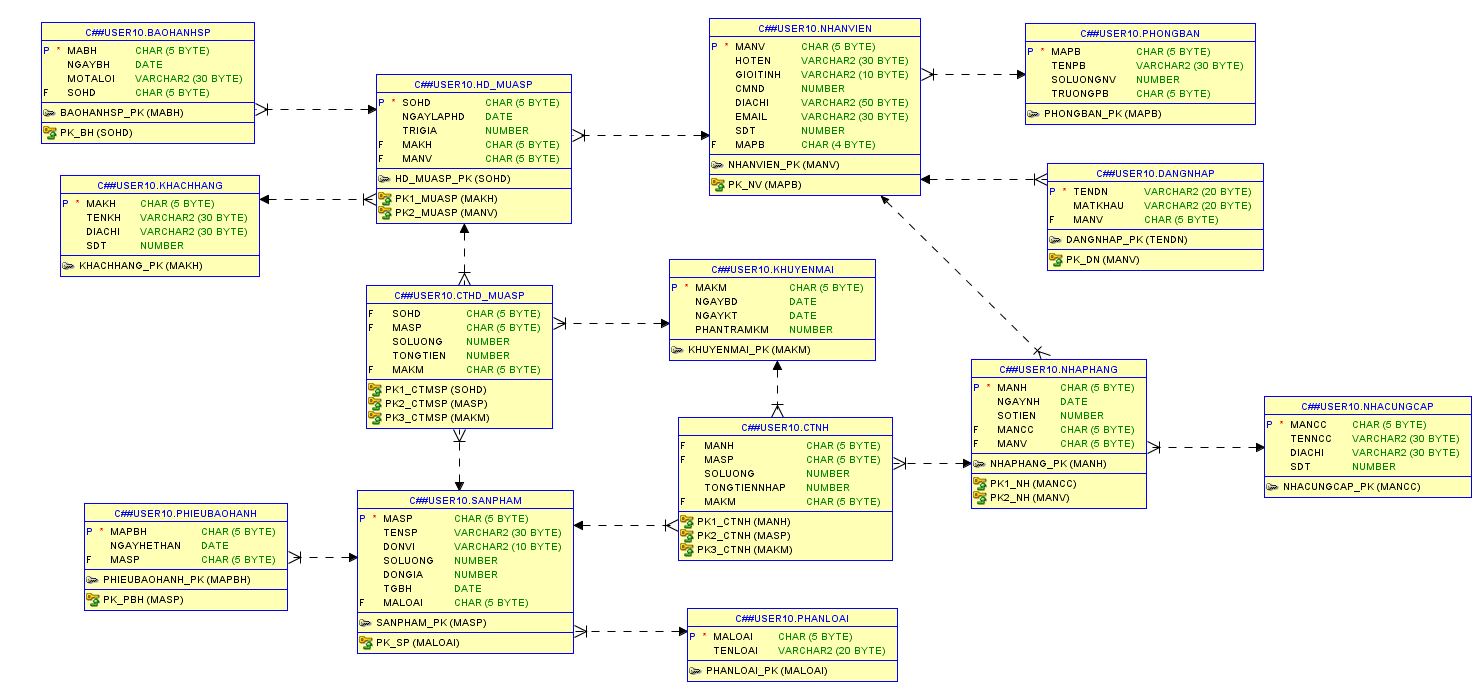 C##USER10.BAOHANHSP
P * MABH CHAR (5 BYTE)
NGAYBH DATE
MOTALOI VARCHAR2 (30 BYTE)
F SOHD CHAR (5 BYTE)
BAOHANHSP_PK (MABH)
PK_BH (SOHD)
C##USER10.HD_MUASP
P * SOHD CHAR (5 BYTE)
NGAYLAPHD DATE
TRIGIA NUMBER
F MAKH CHAR (5 BYTE)
F MANV CHAR (5 BYTE)
HD_MUASP_PK (SOHD)
PK1_MUASP (MAKH)
PK2_MUASP (MANV)
C##USER10.NHANVIEN
P * MANV CHAR (5 BYTE)
HOTEN VARCHAR2 (30 BYTE)
GIOITINH VARCHAR2 (10 BYTE)
CMND NUMBER
DIACHI VARCHAR2 (50 BYTE)
EMAIL VARCHAR2 (30 BYTE)
SDT NUMBER
F MAPB CHAR (4 BYTE)
NHANVIEN_PK (MANV)
PK_NV (MAPB)
C##USER10.PHONGBAN
P * MAPB CHAR (5 BYTE)
TENPB VARCHAR2 (30 BYTE)
SOLUONGNV NUMBER
TRUONGPB CHAR (5 BYTE)
PHONGBAN_PK (MAPB)
C##USER10.KHACHHANG
P * MAKH CHAR (5 BYTE)
TENKH VARCHAR2 (30 BYTE)
DIACHI VARCHAR2 (30 BYTE)
SDT NUMBER
KHACHHANG_PK (MAKH)
C##USER10.DANGNHAP
P * TENDN VARCHAR2 (20 BYTE)
MATKHAU VARCHAR2 (20 BYTE)
F MANV CHAR (5 BYTE)
DANGNHAP_PK (TENDN)
PK_DN (MANV)
C##USER10.CTHD_MUASP
F SOHD CHAR (5 BYTE)
F MASP CHAR (5 BYTE)
SOLUONG NUMBER
TONGTIEN NUMBER
F MAKM CHAR (5 BYTE)
PK1_CTMSP (SOHD)
PK2_CTMSP (MASP)
PK3_CTMSP (MAKM)
C##USER10.KHUYENMAI
P * MAKM CHAR (5 BYTE)
NGAYBD DATE
NGAYKT DATE
PHANTRAMKM NUMBER
KHUYENMAI_PK (MAKM)
C##USER10.NHAPHANG
P * MANH CHAR (5 BYTE)
NGAYNH DATE
SOTIEN NUMBER
F MANCC CHAR (5 BYTE)
F MANV CHAR (5 BYTE)
NHAPHANG_PK (MANH)
PK1_NH (MANCC)
PK2_NH (MANV)
C##USER10.NHACUNGCAP
P * MANCC CHAR (5 BYTE)
TENNCC VARCHAR2 (30 BYTE)
DIACHI VARCHAR2 (30 BYTE)
SDT NUMBER
NHACUNGCAP_PK (MANCC)
C##USER10.CTNH
F MANH CHAR (5 BYTE)
F MASP CHAR (5 BYTE)
SOLUONG NUMBER
TONGTIENNHAP NUMBER
F MAKM CHAR (5 BYTE)
PK1_CTNH (MANH)
PK2_CTNH (MASP)
PK3_CTNH (MAKM)
C##USER10.PHIEUBAOHANH
P * MAPBH CHAR (5 BYTE)
NGAYHETHAN DATE
F MASP CHAR (5 BYTE)
PHIEUBAOHANH_PK (MAPBH)
PK_PBH (MASP)
C##USER10.SANPHAM
P * MASP CHAR (5 BYTE)
TENSP VARCHAR2 (30 BYTE)
DONVI VARCHAR2 (10 BYTE)
SOLUONG NUMBER
DONGIA NUMBER
TGBH DATE
F MALOAI CHAR (5 BYTE)
SANPHAM_PK (MASP)
PK_SP (MALOAI)
C##USER10.PHANLOAI
P * MALOAI CHAR (5 BYTE)
TENLOAI VARCHAR2 (20 BYTE)
PHANLOAI_PK (MALOAI)